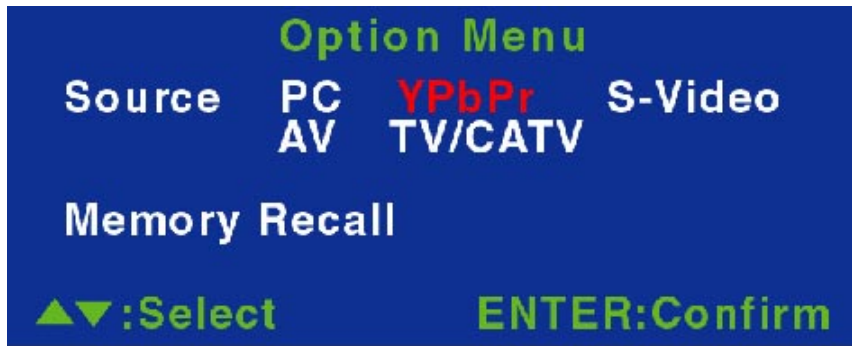 Option Menu
Source PC YPbPr S-Video
AV TV/CATV
Memory Recall
▲▼:Select ENTER:Confirm